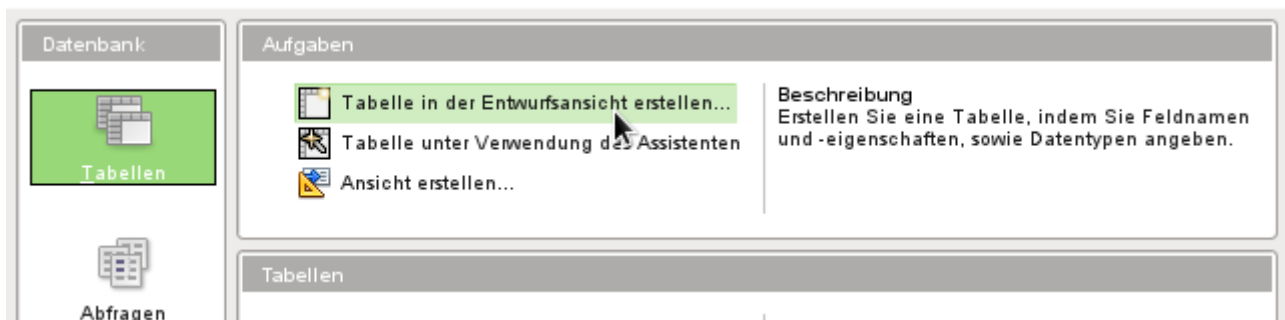 Datenbank
Aufgaben
Tabellen
Abfragen
Tabelle in der Entwurfsansicht erstellen...
Tabelle unter Verwendung des Assistenten
Ansicht erstellen...
Beschreibung
Erstellen Sie eine Tabelle, indem Sie Feldnamen
und -eigenschaften, sowie Datentypen angeben.
Tabellen